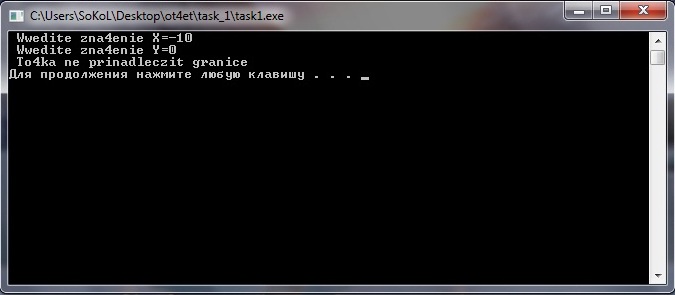 C:\Users\SoKoL\Desktop\ot4et\task_1\task1.exe
Wwedite zna4enie X=-10
Wwedite zna4enie Y=0
To4ka ne prinadleczit granice
Для продолжения нажмите любую клавишу . . . _